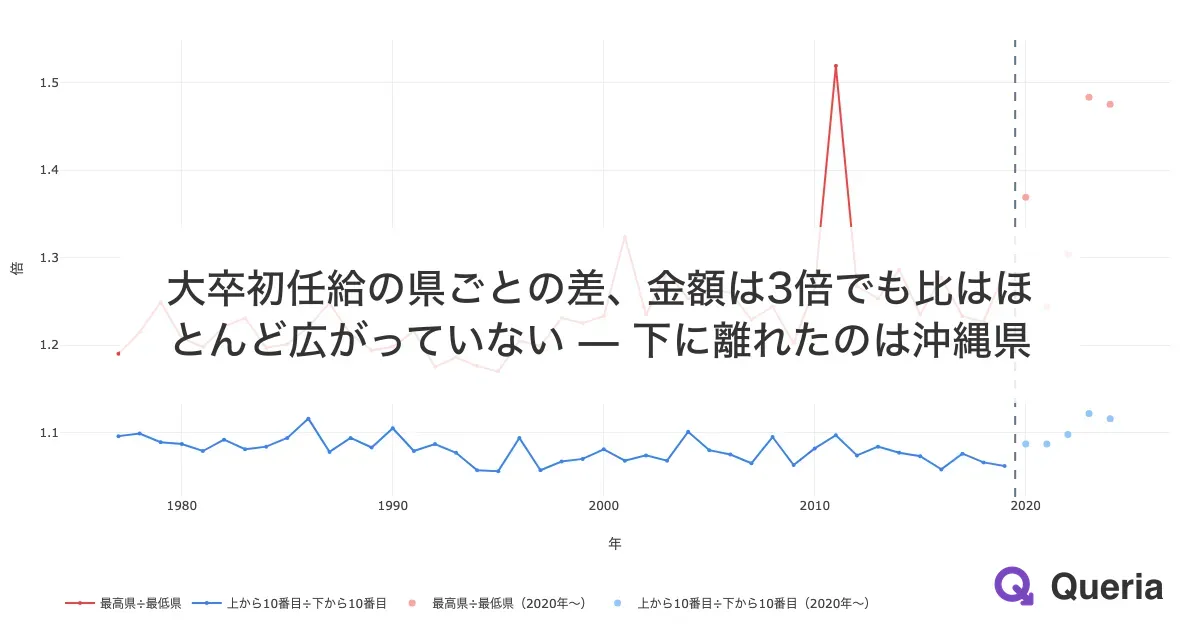 1.5
1.4
1.3
1.2
1.1
倍
大卒初任給の県ごとの差、金額は3倍でも比はほ
とんど広がっていない — 下に離れたのは沖縄県
1980
1990
2000
2010
2020
年
最高県÷最低県
上から10番目÷下から10番目
最高県÷最低県（2020年〜）
上から10番目÷下から10番目（2020年〜）
Queria